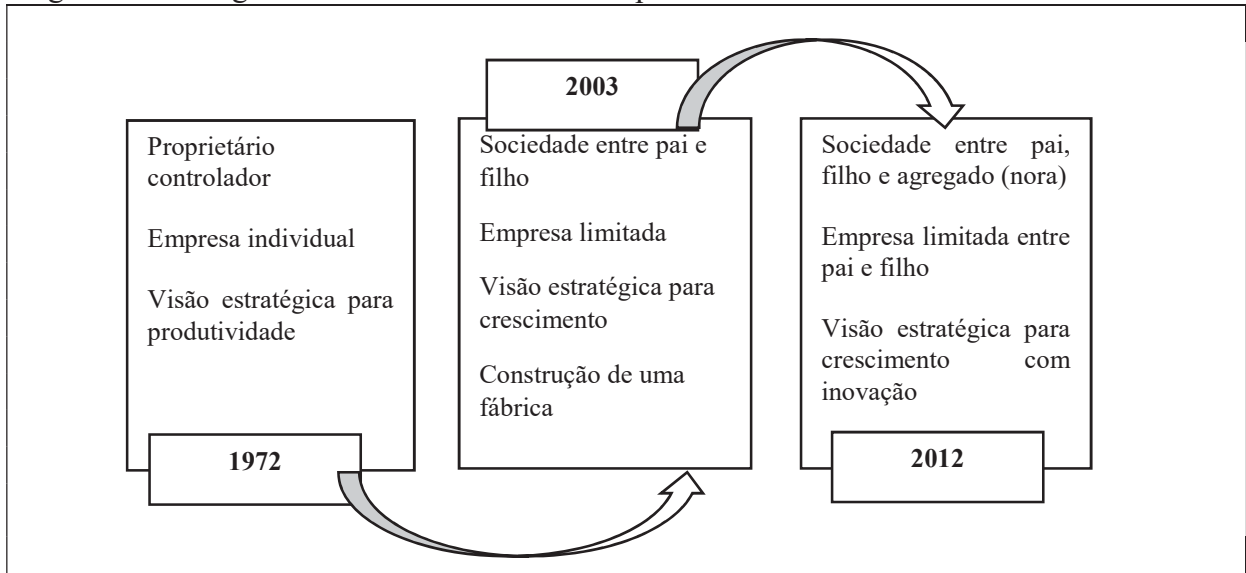 1972
Proprietário
controlador
Empresa individual
Visão estratégica para
produtividade
2003
Sociedade entre pai e
filho
Empresa limitada
Visão estratégica para
crescimento
Construção de uma
fábrica
2012
Sociedade entre pai,
filho e agregado (nora)
Empresa limitada entre
pai e filho
Visão estratégica para
crescimento com
inovação